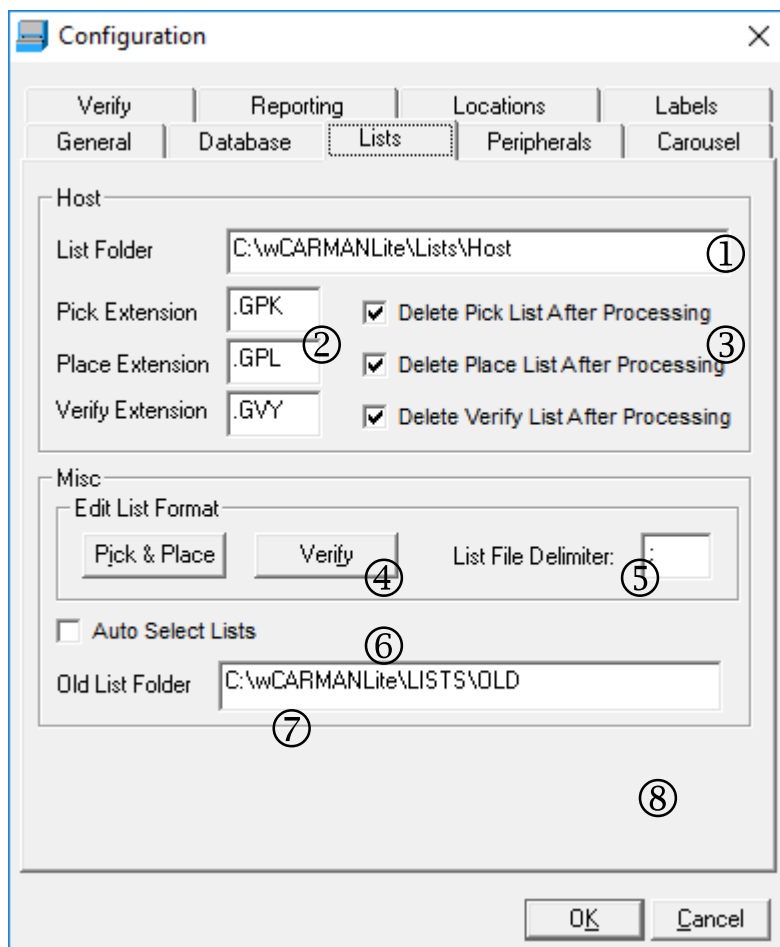 Configuration
Verify Reporting Locations Labels
General Database Lists Peripherals Carousel
Host
List Folder C:\wCARMANLite\Lists\Host ①
Pick Extension .GPK Delete Pick List After Processing
② ③
Place Extension .GPL Delete Place List After Processing
Verify Extension .GVY Delete Verify List After Processing
Misc
Edit List Format
Pick & Place Verify List File Delimiter: ;
④ ⑤
Auto Select Lists
⑥
Old List Folder C:\wCARMANLite\LISTS\OLD
⑦
⑧
OK Cancel